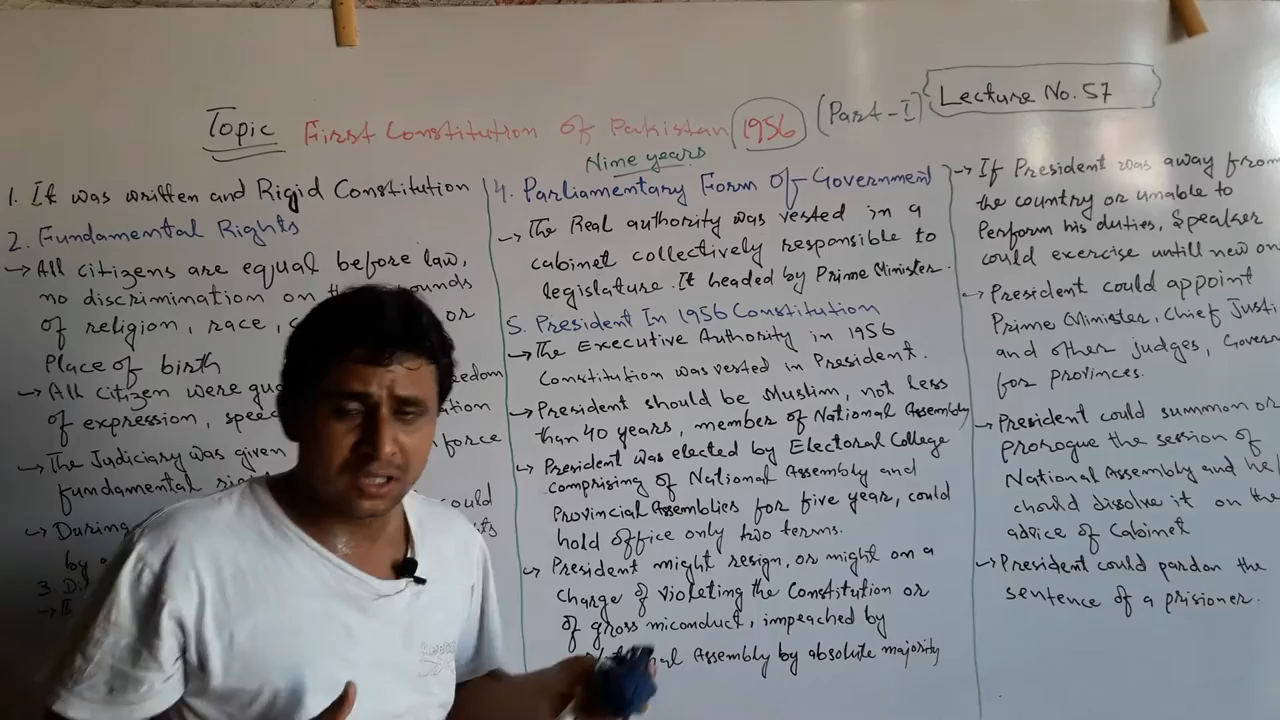 Topic First Constitution of Pakistan 1956 (Part-I) Lecture No. 57
Nine years
1. It was written and Rigid Constitution
2. Fundamental Rights
→ All citizens are equal before law,
no discrimination on the
of religion, race, or
Place of birth
→ All citizen were
of expression,
→ The Judiciary was given force
fundamental
→ During could
by
3.
4. Parliamentary Form Of Government
→ The Real authority was vested in a
cabinet collectively responsible to
legislature. It headed by Prime Minister.
5. President In 1956 Constitution
→ The Executive Authority in 1956
Constitution was vested in President.
→ President should be Muslim, not less
than 40 years, member of National Assembly
→ President was elected by Electoral College
comprising of National Assembly and
Provincial Assemblies for five year, could
hold office only two terms.
→ President might resign, or might on a
charge of violeting the Constitution or
of gross miconduct, impeached by
Assembly by absolute majority
→ If President was away from
the country or unable to
Perform his duties, Speaker
could exercise untill new
→ President could appoint
Prime Minister, Chief
and other judges,
for provinces.
→ President could summon or
prorogue the session of
National Assembly and
should dissolve it on the
advice of Cabinet
→ President could pardon the
sentence of a prisioner.